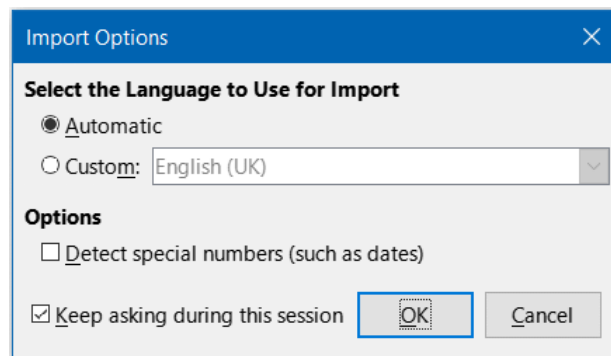 Import Options
Select the Language to Use for Import
Automatic
Custom: English (UK)
Options
Detect special numbers (such as dates)
Keep asking during this session OK Cancel